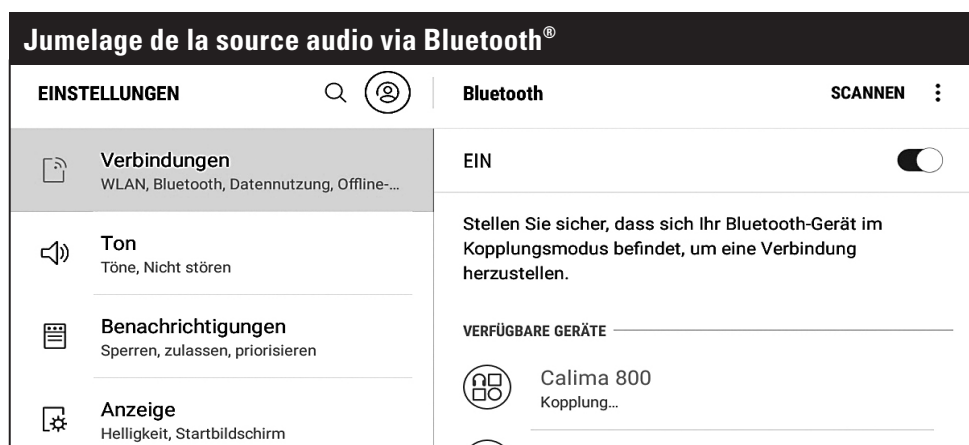 Jumelage de la source audio via Bluetooth®
EINSTELLUNGEN
Verbindungen
WLAN, Bluetooth, Datennutzung, Offline-...
Ton
Töne, Nicht stören
Benachrichtigungen
Sperren, zulassen, priorisieren
Anzeige
Helligkeit, Startbildschirm
Bluetooth
SCANNEN
EIN
Stellen Sie sicher, dass sich Ihr Bluetooth-Gerät im
Kopplungsmodus befindet, um eine Verbindung
herzustellen.
VERFÜGBARE GERÄTE
Calima 800
Kopplung...